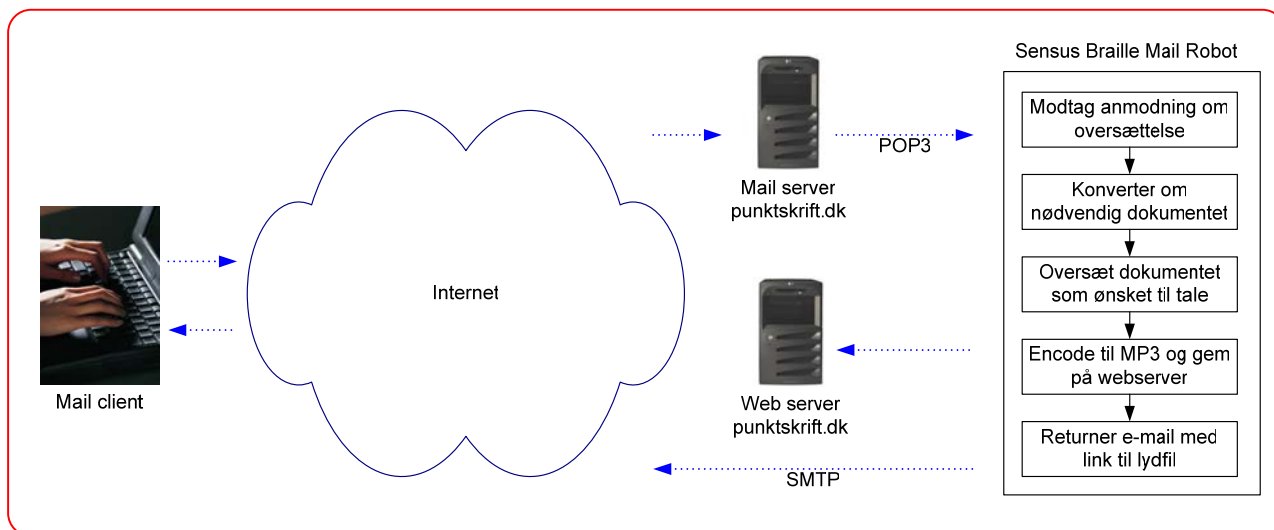 Sensus Braille Mail Robot
Modtag anmodning om
oversættelse
POP3
Mail server
punktskrift.dk
Konverter om
nødvendig dokumentet
Internet
Oversæt dokumentet
som ønsket til tale
Encode til MP3 og gem
på webserver
Mail client
Web server
punktskrift.dk
Returner e-mail med
link til lydfil
SMTP